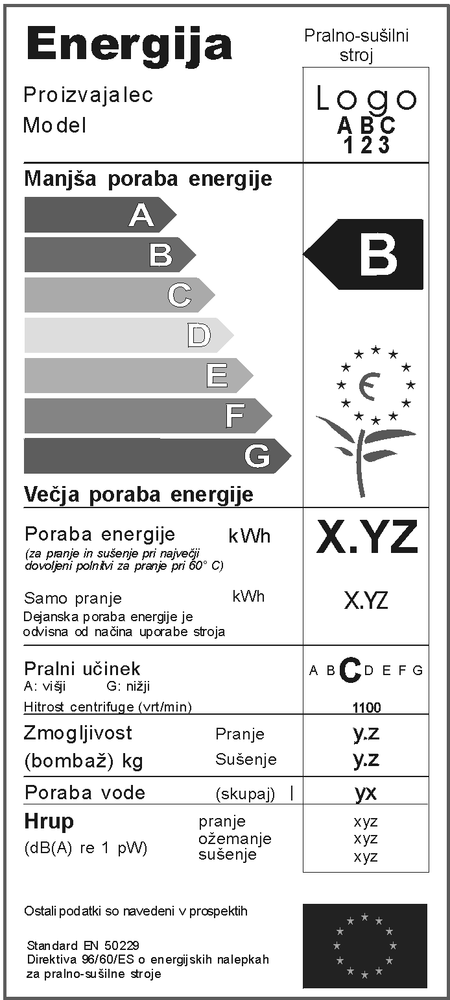 Energija
Pralno-sušilni
stroj
Proizvajalec
Model
Logo
A B C
1 2 3
Manjša poraba energije
A
B
C
D
E
F
G
B
Є
Večja poraba energije
Poraba energije kWh X.YZ
(za pranje in sušenje pri največji
dovoljeni polnitvi za pranje pri 60° C)
Samo pranje kWh X.YZ
Dejanska poraba energije je
odvisna od načina uporabe stroja
Pralni učinek A B C D E F G
A: višji G: nižji
Hitrost centrifuge (vrt/min) 1100
Zmogljivost Pranje y.z
(bombaž) kg Sušenje y.z
Poraba vode (skupaj) l yx
Hrup pranje xyz
ožemanje xyz
(dB(A) re 1 pW) sušenje xyz
Ostali podatki so navedeni v prospektih
Standard EN 50229
Direktiva 96/60/ES o energijskih nalepkah
za pralno-sušilne stroje